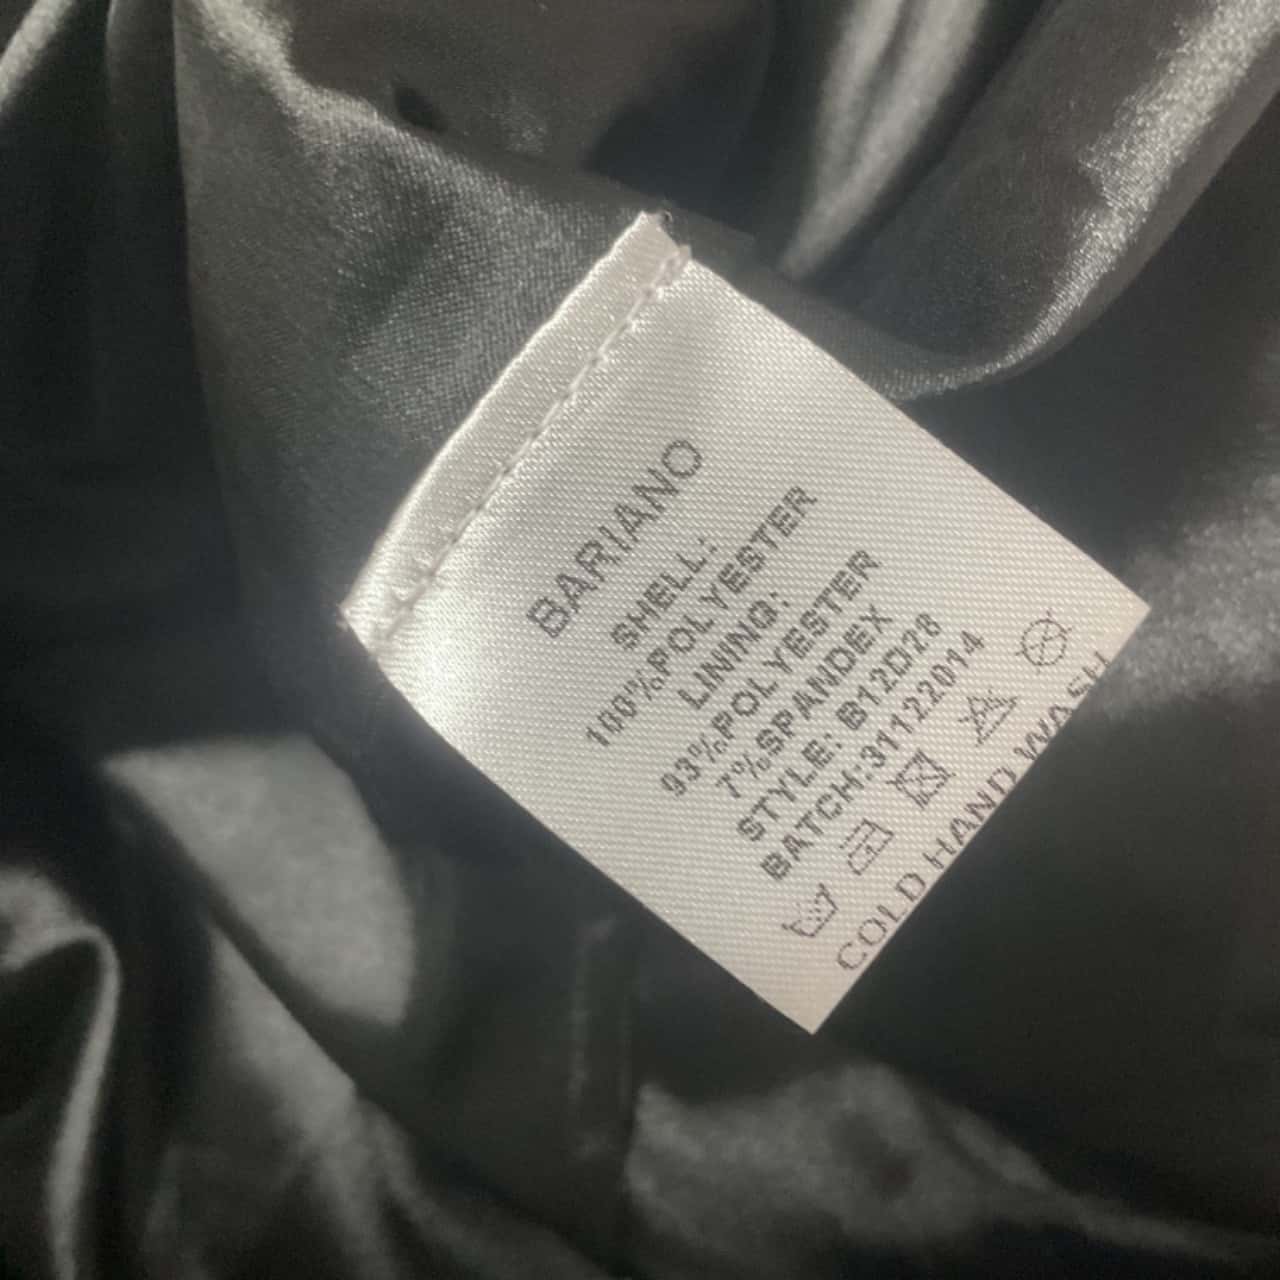 BARIANO
SHELL:
100%POLYESTER
LINING:
93%POLYESTER
7%SPANDEX
STYLE: B12D28
BATCH:31122014
COLD HAND WASH